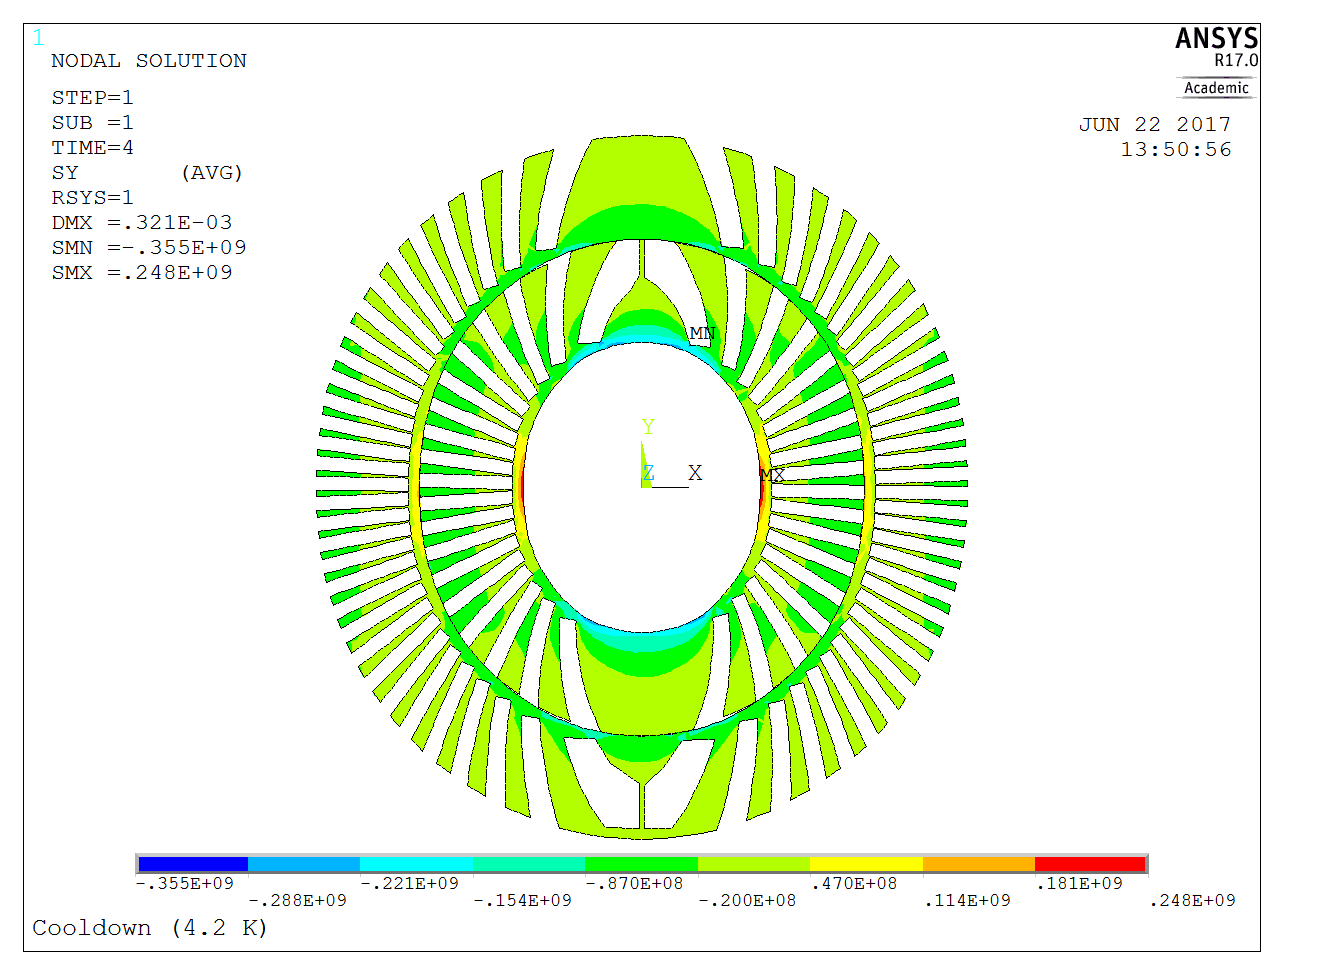 1
NODAL SOLUTION
STEP=1
SUB =1
TIME=4
SY (AVG)
RSYS=1
DMX =.321E-03
SMN =-.355E+09
SMX =.248E+09
ANSYS
R17.0
Academic
JUN 22 2017
13:50:56
MN
Y
Z X
MX
-.355E+09 -.221E+09 -.870E+08 .470E+08 .181E+09
-.288E+09 -.154E+09 -.200E+08 .114E+09 .248E+09
Cooldown (4.2 K)